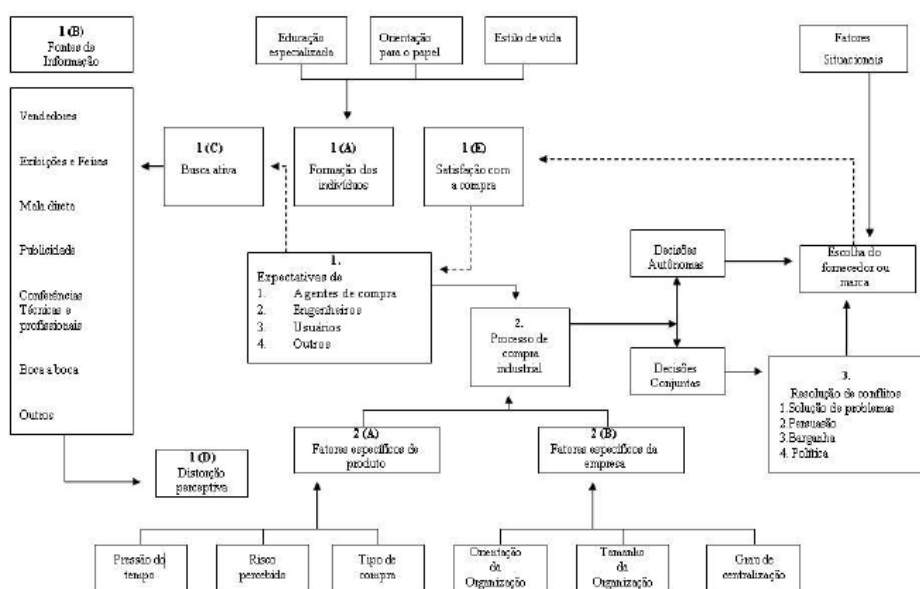 1 (B)
Fontes de
Informação
Educação
especializada
Orientação
para o papel
Estilo de vida
Fatores
Situacionais
Vendedores
Exibições e Feiras
Mala direta
Publicidade
Conferências
Técnicas e
profissionais
Boca a boca
Outros
1 (C)
Busca ativa
1 (A)
Formação dos
indivíduos
1 (E)
Satisfação com
a compra
1.
Expectativas de
1. Agentes de compra
2. Engenheiros
3. Usuários
4. Outros
2.
Processo de
compra
industrial
Decisões
Autônomas
Decisões
Conjuntas
Escolha do
fornecedor ou
marca
3.
Resolução de conflitos
1.Solução de problemas
2.Persuasão
3.Barganha
4. Política
1 (D)
Distorção
perceptiva
2 (A)
Fatores específicos de
produto
2 (B)
Fatores específicos da
empresa
Pressão do
tempo
Risco
percebido
Tipo de
compra
Orientação
da
Organização
Tamanho
da
Organização
Grau de
centralização